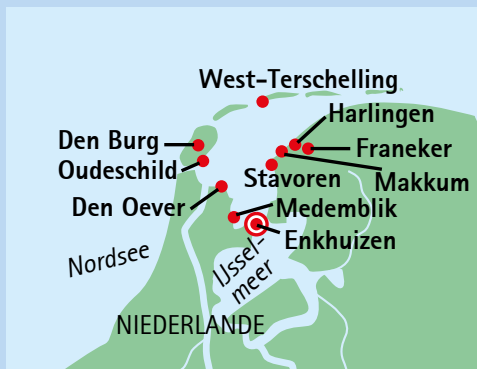 West-Terschelling
Harlingen
Den Burg
Franeker
Oudeschild
Stavoren
Makkum
Den Oever
Medemblik
Enkhuizen
Nordsee
IJssel-
meer
NIEDERLANDE